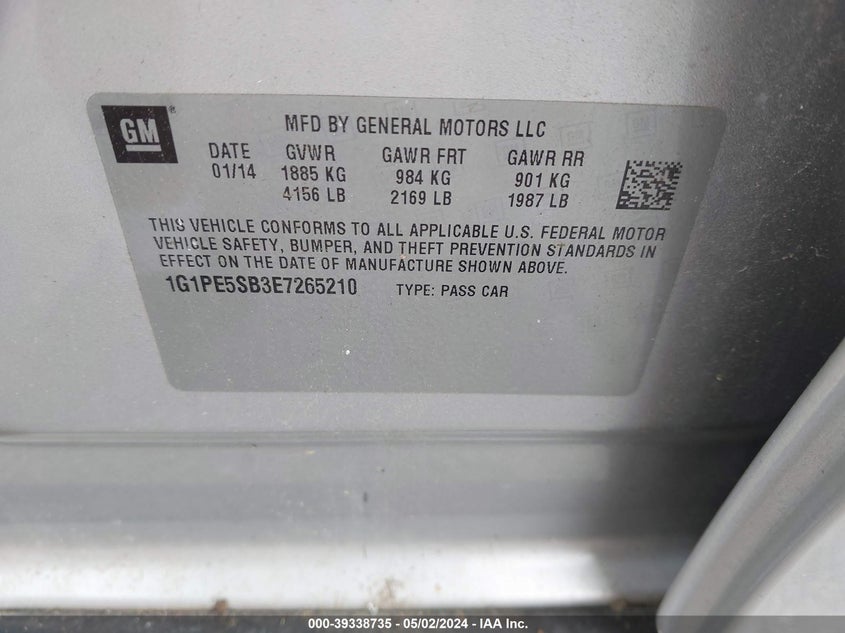 GM®
MFD BY GENERAL MOTORS LLC
DATE GVWR GAWR FRT GAWR RR
01/14 1885 KG 984 KG 901 KG
4156 LB 2169 LB 1987 LB
THIS VEHICLE CONFORMS TO ALL APPLICABLE U.S. FEDERAL MOTOR
VEHICLE SAFETY, BUMPER, AND THEFT PREVENTION STANDARDS IN
EFFECT ON THE DATE OF MANUFACTURE SHOWN ABOVE.
1G1PE5SB3E7265210 TYPE: PASS CAR
000-39338735 - 05/02/2024 - IAA Inc.